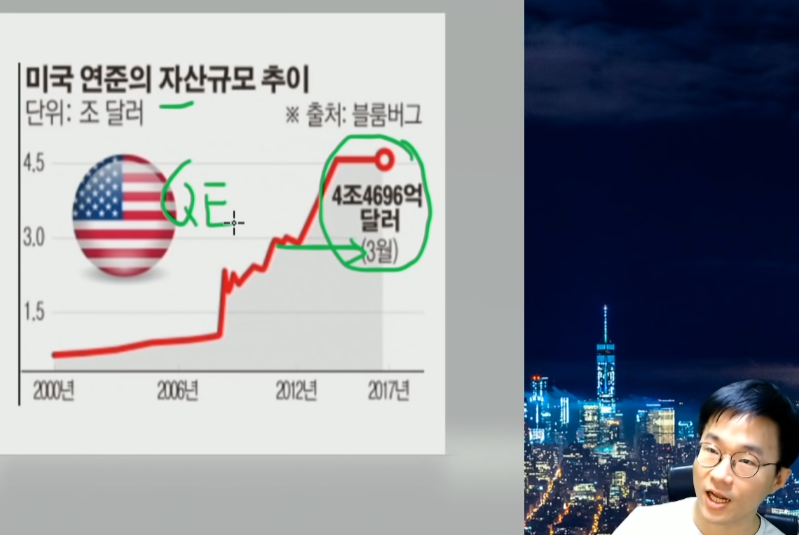 미국 연준의 자산규모 추이
단위: 조 달러
※ 출처: 블룸버그
4.5
QE
4조4696억
달러
(3월)
3.0
1.5
2000년
2006년
2012년
2017년